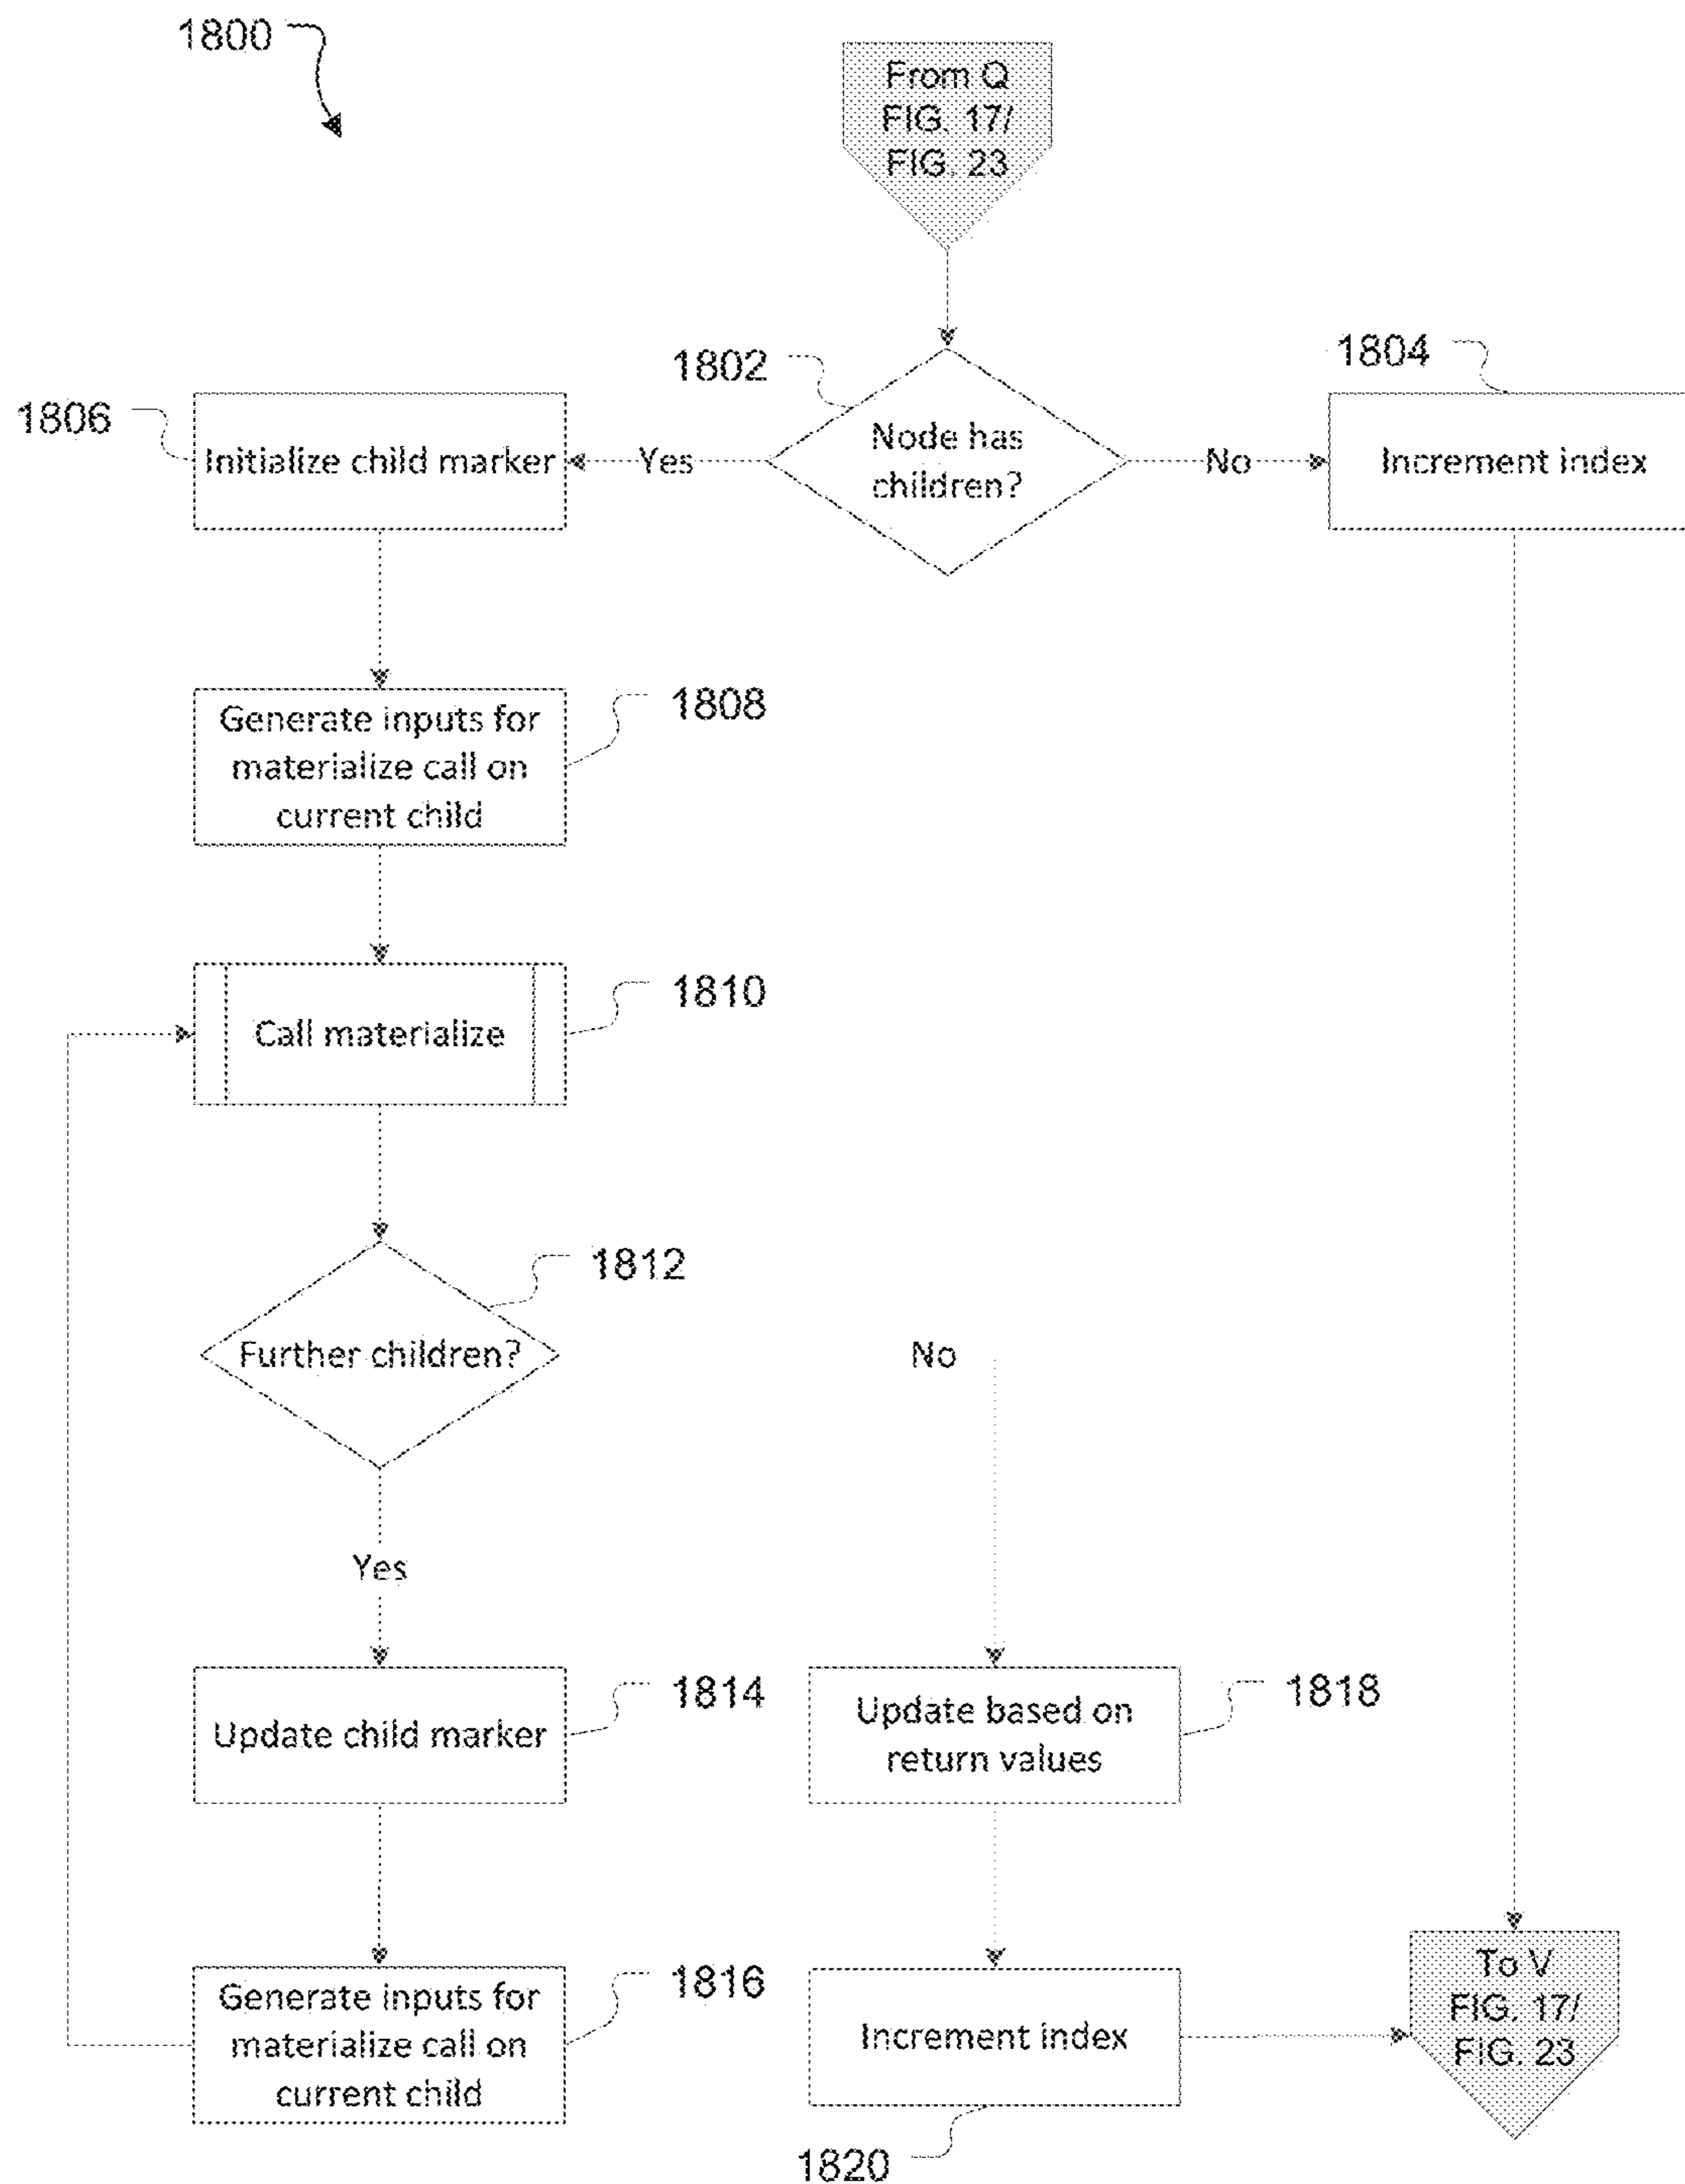 1800
From Q
FIG. 17/
FIG. 23
1802
1804
1806
Initialize child marker
Yes
Node has
children?
No
Increment index
1808
Generate inputs for
materialize call on
current child
1810
Call materialize
1812
Further children?
No
Yes
1814
Update child marker
1818
Update based on
return values
1816
Generate inputs for
materialize call on
current child
Increment index
1820
To V
FIG. 17/
FIG. 23